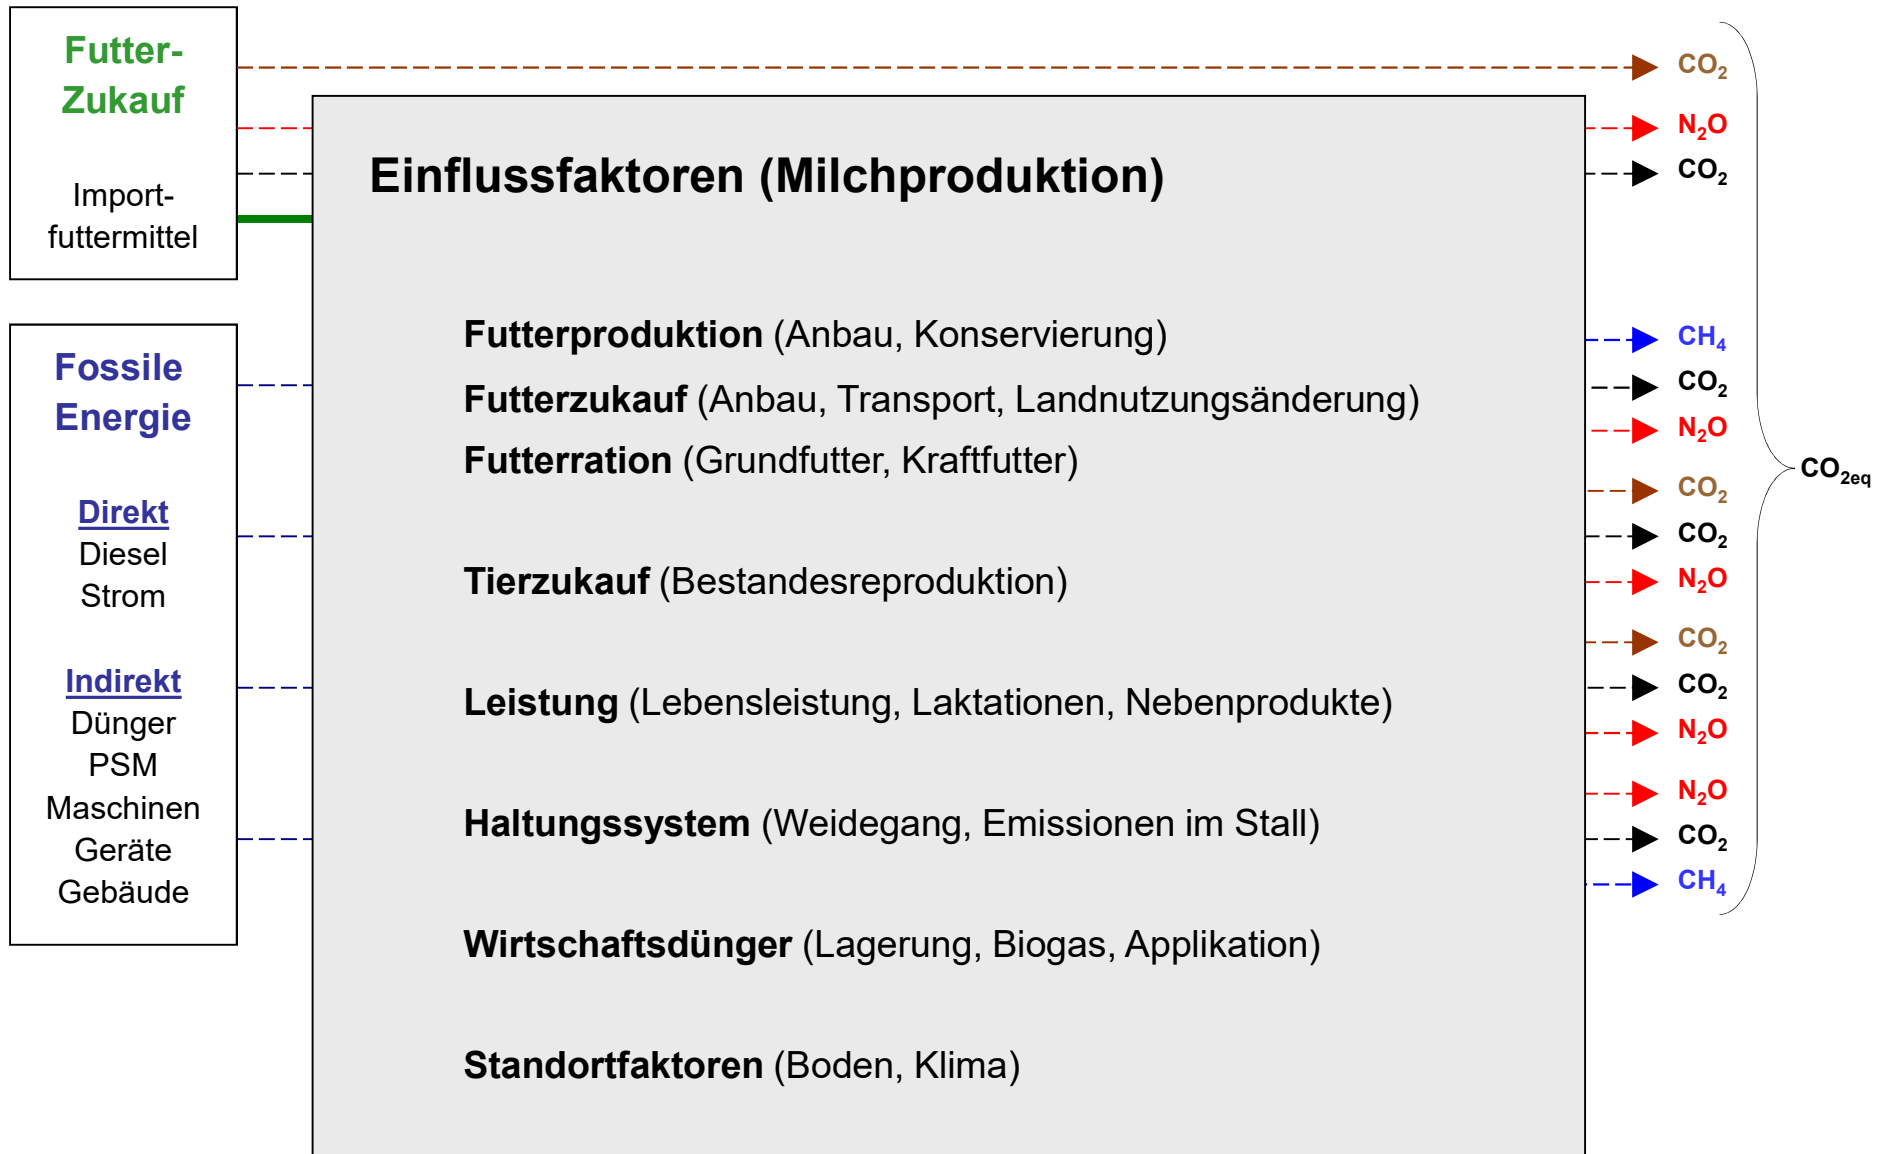 Futter-
Zukauf
Import-
futtermittel
Fossile
Energie
Direkt
Diesel
Strom
Indirekt
Dünger
PSM
Maschinen
Geräte
Gebäude
Einflussfaktoren (Milchproduktion)
Futterproduktion (Anbau, Konservierung)
Futterzukauf (Anbau, Transport, Landnutzungsänderung)
Futterration (Grundfutter, Kraftfutter)
Tierzukauf (Bestandesreproduktion)
Leistung (Lebensleistung, Laktationen, Nebenprodukte)
Haltungssystem (Weidegang, Emissionen im Stall)
Wirtschaftsdünger (Lagerung, Biogas, Applikation)
Standortfaktoren (Boden, Klima)
CO₂
N₂O
CO₂
CH₄
CO₂
N₂O
CO₂
CO₂
N₂O
CO₂
CO₂
N₂O
N₂O
CO₂
CH₄
CO₂eq